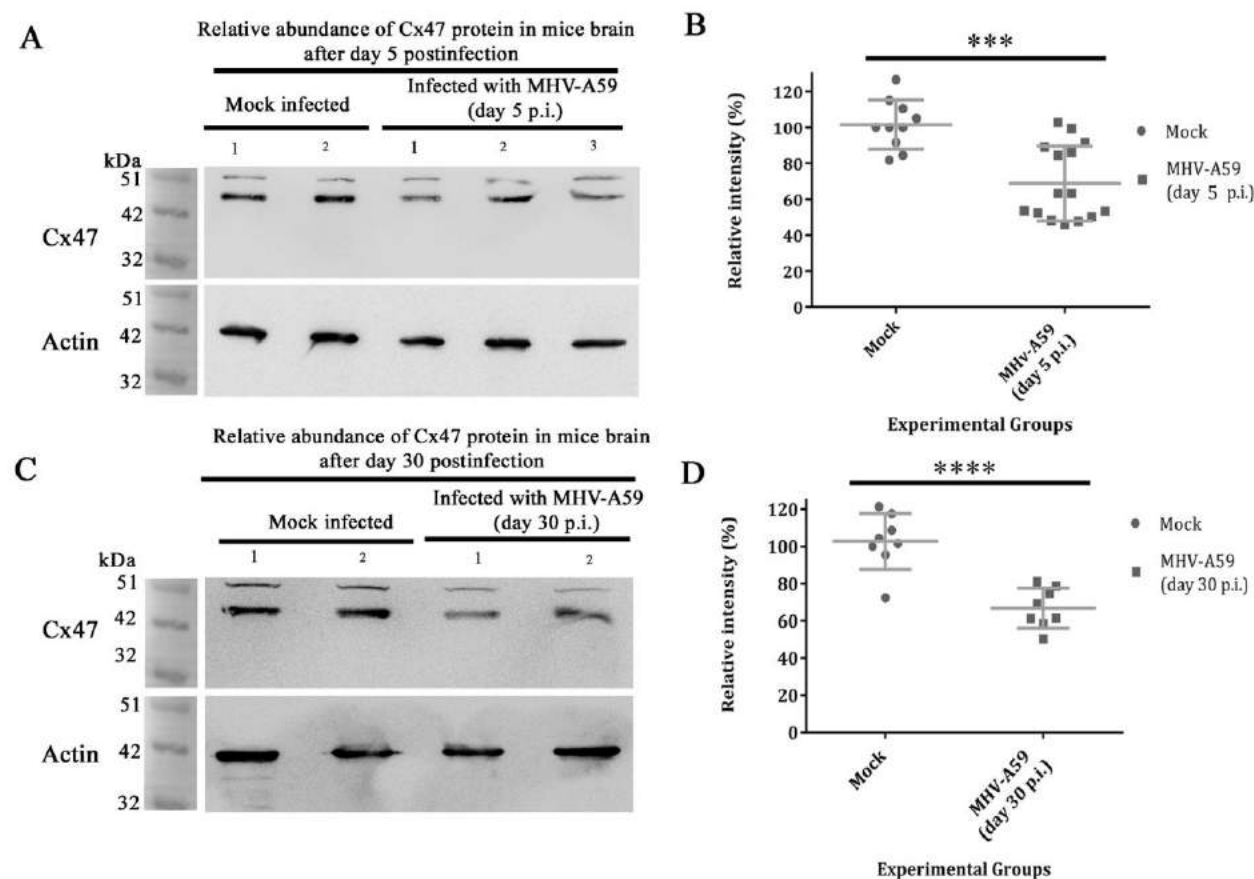 A
Relative abundance of Cx47 protein in mice brain
after day 5 postinfection
Mock infected
Infected with MHV-A59
(day 5 p.i.)
1 2 1 2 3
kDa
51
42
32
Cx47
51
42
32
Actin
B
***
Relative intensity (%)
120
100
80
60
40
20
0
Mock
MHv-A59
(day 5 p.i.)
Experimental Groups
Mock
MHV-A59
(day 5 p.i)
C
Relative abundance of Cx47 protein in mice brain
after day 30 postinfection
Mock infected
Infected with MHV-A59
(day 30 p.i.)
1 2 1 2
kDa
51
42
32
Cx47
51
42
32
Actin
D
****
Relative intensity (%)
120
100
80
60
40
20
0
Mock
MHV-A59
(day 30 p.i.)
Experimental Groups
Mock
MHV-A59
(day 30 p.i.)